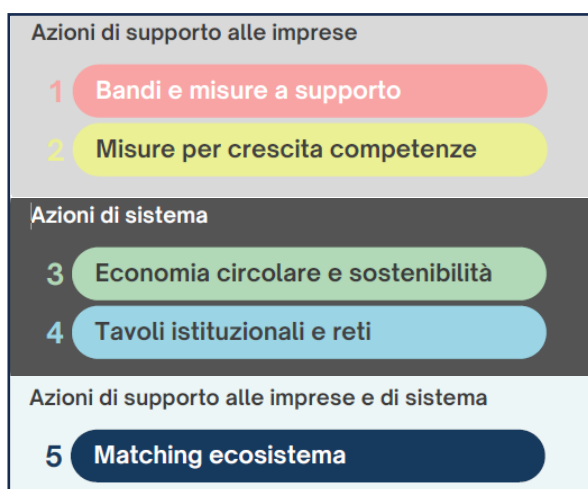 Azioni di supporto alle imprese
1 Bandi e misure a supporto
2 Misure per crescita competenze
Azioni di sistema
3 Economia circolare e sostenibilità
4 Tavoli istituzionali e reti
Azioni di supporto alle imprese e di sistema
5 Matching ecosistema